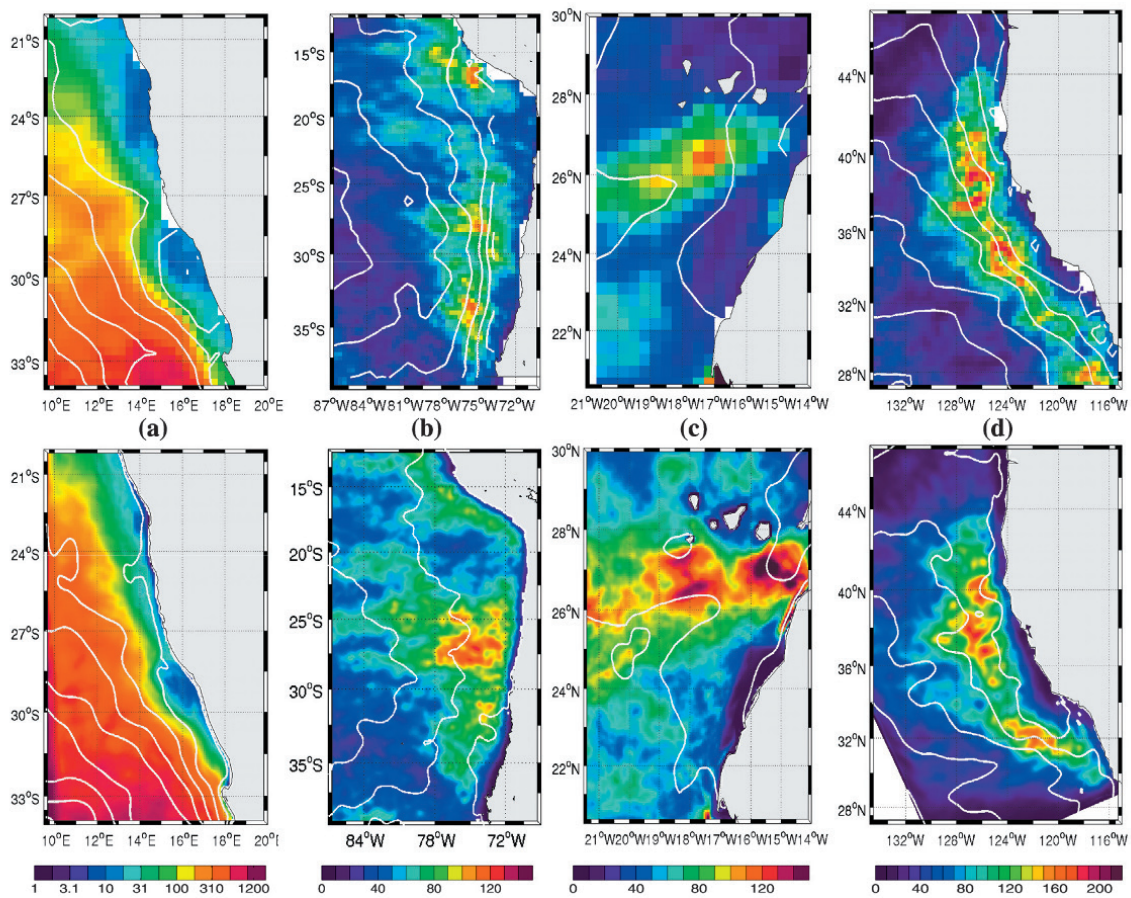 21°S 24°S 27°S 30°S 33°S
15°S 20°S 25°S 30°S 35°S
30°N 28°N 26°N 24°N 22°N
44°N 40°N 36°N 32°N 28°N
10°E 12°E 14°E 16°E 18°E 20°E
87°W 84°W 81°W 78°W 75°W 72°W
21°W 20°W 19°W 18°W 17°W 16°W 15°W 14°W
132°W 128°W 124°W 120°W 116°W
(a) (b) (c) (d)
21°S 24°S 27°S 30°S 33°S
15°S 20°S 25°S 30°S 35°S
30°N 28°N 26°N 24°N 22°N
44°N 40°N 36°N 32°N 28°N
10°E 12°E 14°E 16°E 18°E
84°W 78°W 72°W
21°W 20°W 19°W 18°W 17°W 16°W 15°W 14°W
132°W 128°W 124°W 120°W 116°W
1 3.1 10 31 100 310 1200
0 40 80 120
0 40 80 120
0 40 80 120 160 200